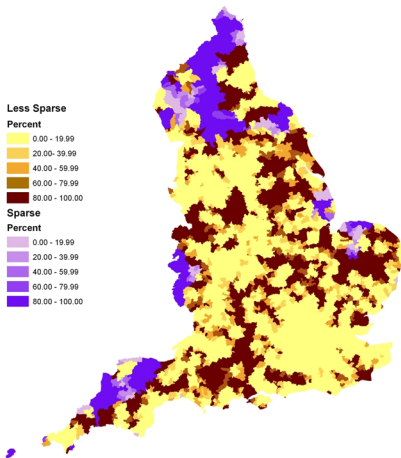 Less Sparse
Percent
0.00 - 19.99
20.00- 39.99
40.00 - 59.99
60.00 - 79.99
80.00 - 100.00
Sparse
Percent
0.00 - 19.99
20.00 - 39.99
40.00 - 59.99
60.00 - 79.99
80.00 - 100.00